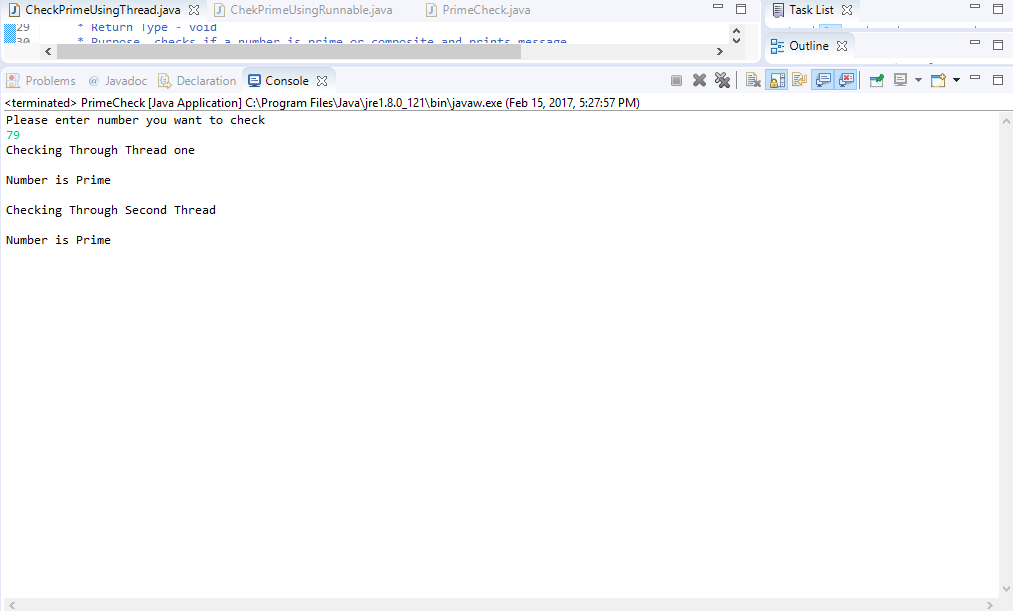 CheckPrimeUsingThread.java ChekPrimeUsingRunnable.java PrimeCheck.java Task List
29 * Return Type - void
30 * Purpose checks if a number is prime or composite and prints message
Outline
Problems @ Javadoc Declaration Console
<terminated> PrimeCheck [Java Application] C:\Program Files\Java\jre1.8.0_121\bin\javaw.exe (Feb 15, 2017, 5:27:57 PM)
Please enter number you want to check
79
Checking Through Thread one
Number is Prime
Checking Through Second Thread
Number is Prime